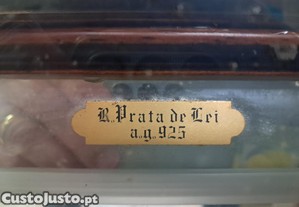 R. Prata de Lei
a.g. 925
CustoJusto.pt